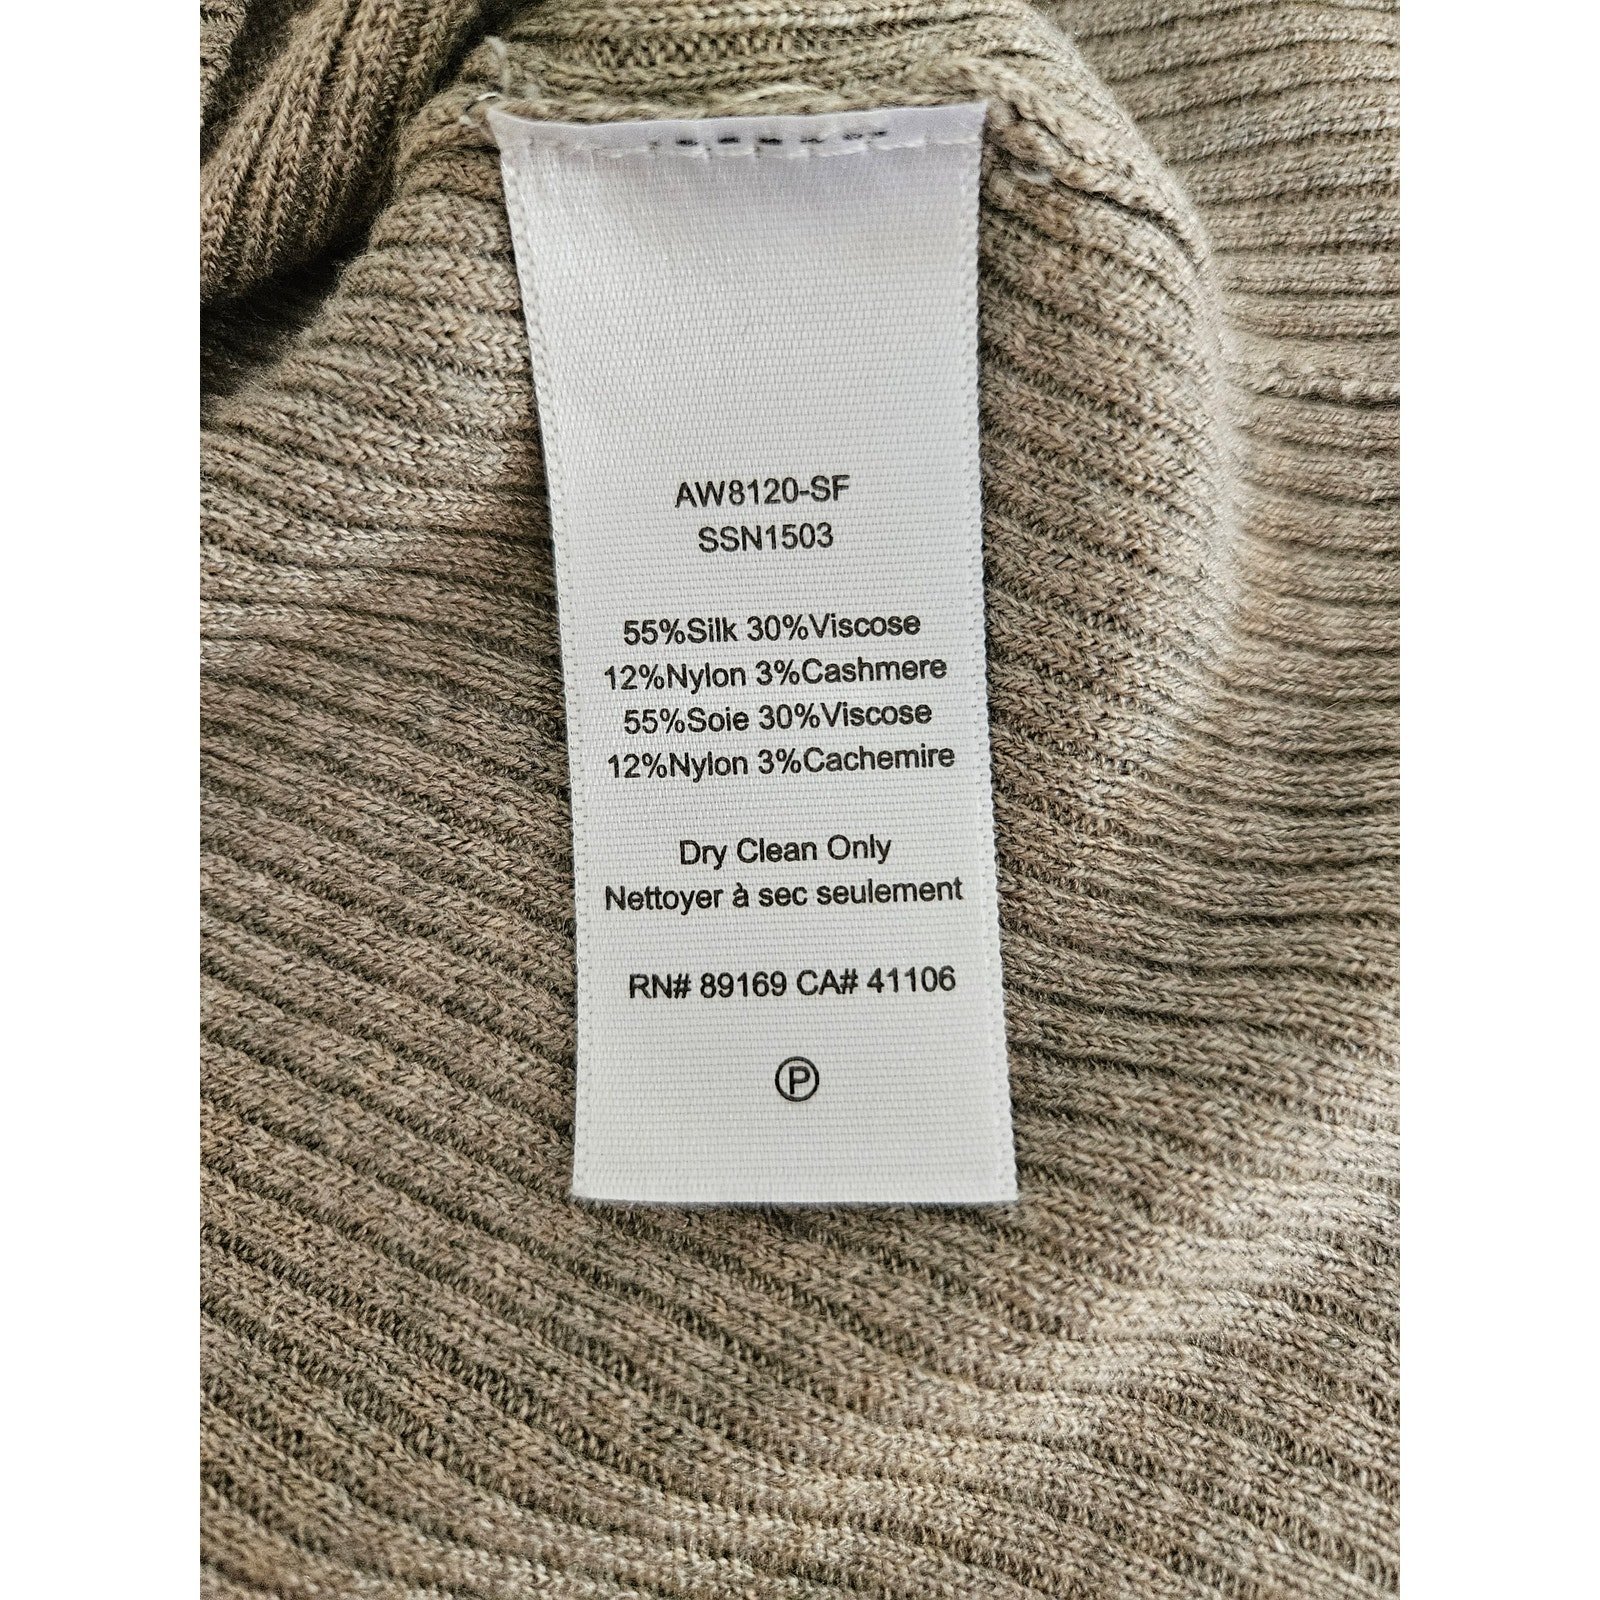 AW8120-SF
SSN1503
55%Silk 30%Viscose
12%Nylon 3%Cashmere
55%Soie 30%Viscose
12%Nylon 3%Cachemire
Dry Clean Only
Nettoyer à sec seulement
RN# 89169 CA# 41106
P